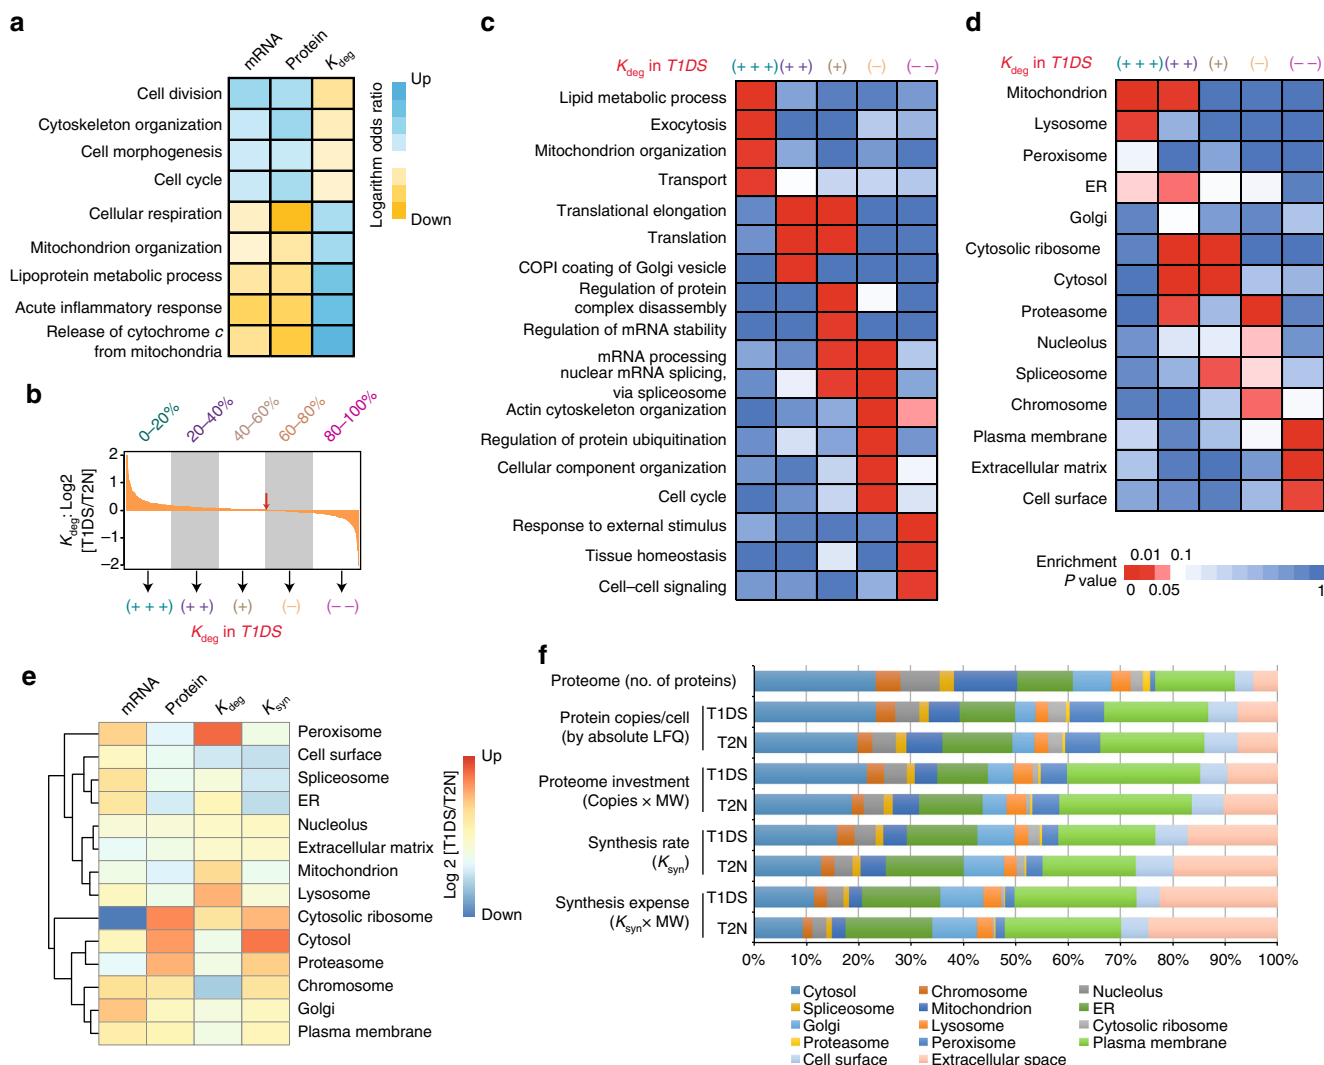 a
mRNA
Protein
Kdeg
Cell division
Cytoskeleton organization
Cell morphogenesis
Cell cycle
Cellular respiration
Mitochondrion organization
Lipoprotein metabolic process
Acute inflammatory response
Release of cytochrome c
from mitochondria
Up
Logarithm odds ratio
Down
b
0–20%
20–40%
40–60%
60–80%
80–100%
Kdeg: Log2
[T1DS/T2N]
2
1
0
−1
−2
(+ + +) (+ +) (+) (−) (− −)
Kdeg in T1DS
c
Kdeg in T1DS (+ + +) (+ +) (+) (−) (− −)
Lipid metabolic process
Exocytosis
Mitochondrion organization
Transport
Translational elongation
Translation
COPI coating of Golgi vesicle
Regulation of protein
complex disassembly
Regulation of mRNA stability
mRNA processing
nuclear mRNA splicing,
via spliceosome
Actin cytoskeleton organization
Regulation of protein ubiquitination
Cellular component organization
Cell cycle
Response to external stimulus
Tissue homeostasis
Cell–cell signaling
d
Kdeg in T1DS (+ + +) (+ +) (+) (−) (− −)
Mitochondrion
Lysosome
Peroxisome
ER
Golgi
Cytosolic ribosome
Cytosol
Proteasome
Nucleolus
Spliceosome
Chromosome
Plasma membrane
Extracellular matrix
Cell surface
Enrichment
P value
0.01 0.1
0 0.05 1
e
mRNA
Protein
Kdeg
Ksyn
Peroxisome
Cell surface
Spliceosome
ER
Nucleolus
Extracellular matrix
Mitochondrion
Lysosome
Cytosolic ribosome
Cytosol
Proteasome
Chromosome
Golgi
Plasma membrane
Up
Log 2 [T1DS/T2N]
Down
f
Proteome (no. of proteins)
Protein copies/cell
(by absolute LFQ)
T1DS
T2N
Proteome investment
(Copies × MW)
T1DS
T2N
Synthesis rate
(Ksyn)
T1DS
T2N
Synthesis expense
(Ksyn× MW)
T1DS
T2N
0% 10% 20% 30% 40% 50% 60% 70% 80% 90% 100%
Cytosol Chromosome Nucleolus
Spliceosome Mitochondrion ER
Golgi Lysosome Cytosolic ribosome
Proteasome Peroxisome Plasma membrane
Cell surface Extracellular space